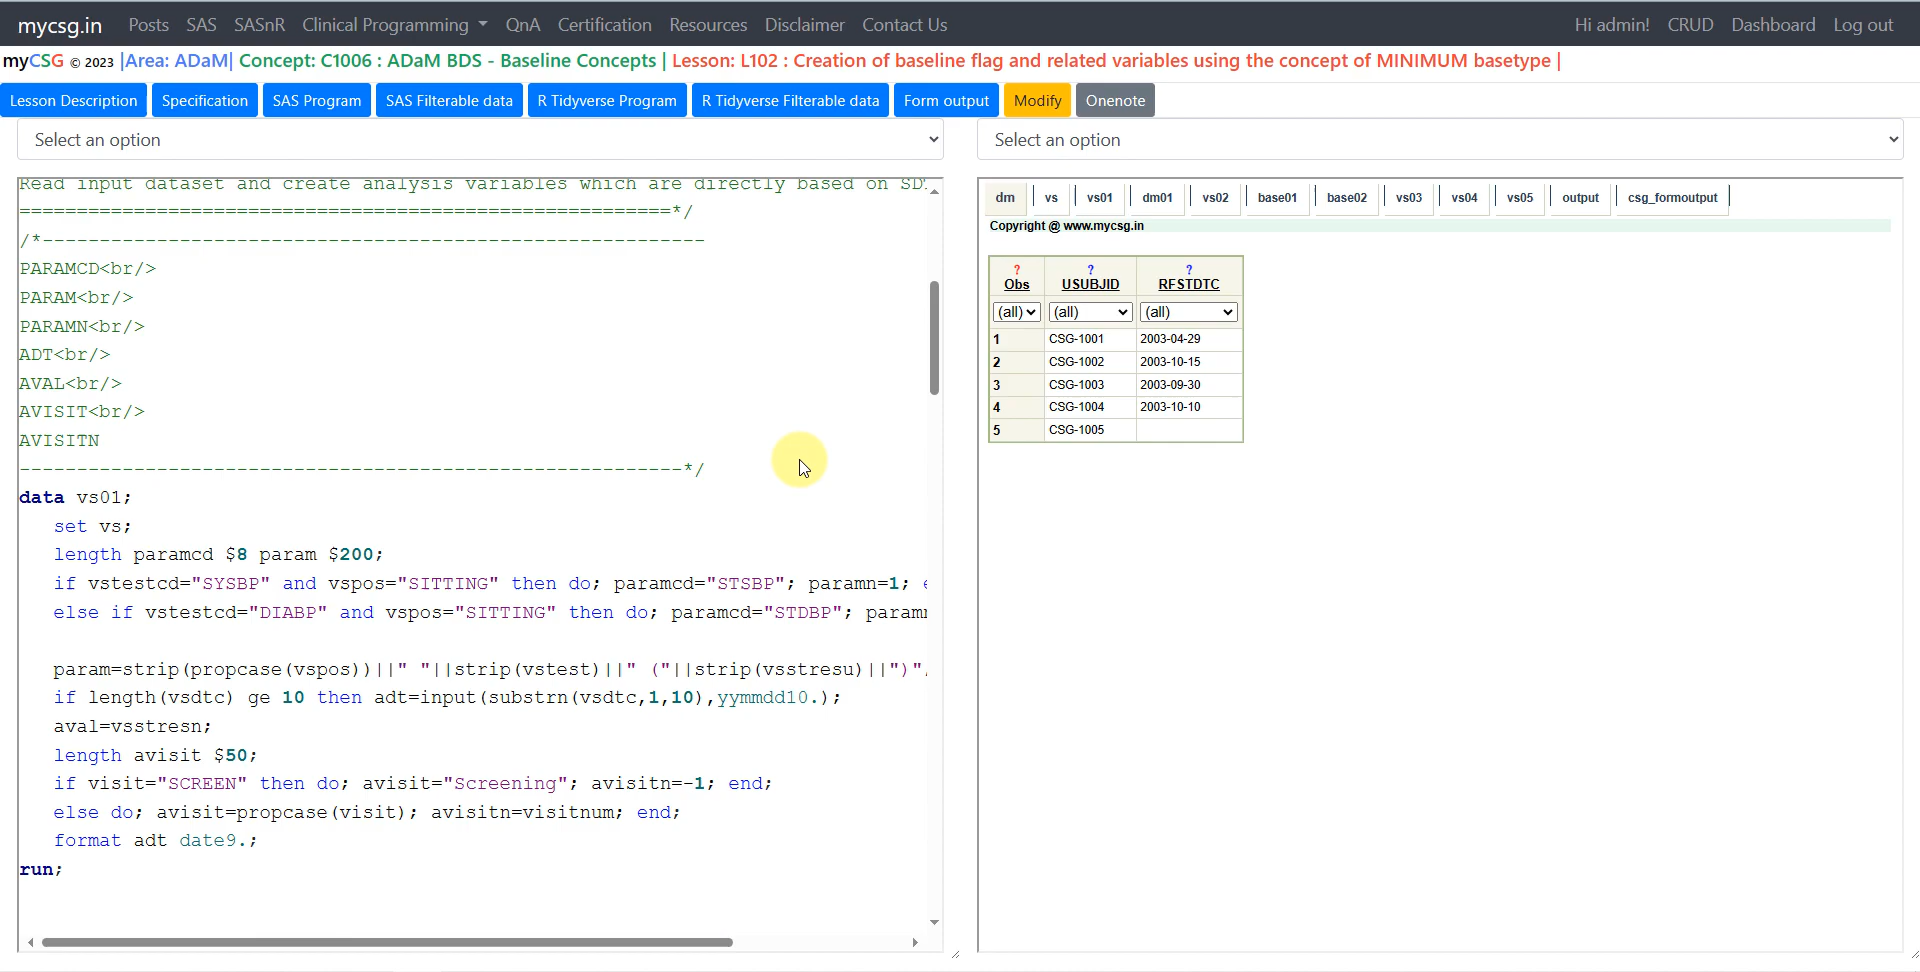 mycsg.in Posts SAS SASnR Clinical Programming QnA Certification Resources Disclaimer Contact Us Hi admin! CRUD Dashboard Log out
myCSG © 2023 |Area: ADaM| Concept: C1006 : ADaM BDS - Baseline Concepts | Lesson: L102 : Creation of baseline flag and related variables using the concept of MINIMUM basetype |
Lesson Description Specification SAS Program SAS Filterable data R Tidyverse Program R Tidyverse Filterable data Form output Modify Onenote
Select an option
Read input dataset and create analysis variables which are directly based on
=========================================================*/
/*----------------------------------------------------------
PARAMCD<br/>
PARAM<br/>
PARAMN<br/>
ADT<br/>
AVAL<br/>
AVISIT<br/>
AVISITN
----------------------------------------------------------*/
data vs01;
set vs;
length paramcd $8 param $200;
if vstestcd="SYSBP" and vspos="SITTING" then do; paramcd="STSBP"; paramn=1;
else if vstestcd="DIABP" and vspos="SITTING" then do; paramcd="STDBP";
param=strip(propcase(vspos))||" "||strip(vstest)||" ("||strip(vsstresu)||")"
if length(vsdtc) ge 10 then adt=input(substrn(vsdtc,1,10),yymmdd10.);
aval=vsstresn;
length avisit $50;
if visit="SCREEN" then do; avisit="Screening"; avisitn=-1; end;
else do; avisit=propcase(visit); avisitn=visitnum; end;
format adt date9.;
run;
Select an option
dm | vs | vs01 | dm01 | vs02 | base01 | base02 | vs03 | vs04 | vs05 | output | csg_formoutput |
Copyright @ www.mycsg.in
? ? ?
Obs USUBJID RFSTDTC
(all) (all) (all)
1 CSG-1001 2003-04-29
2 CSG-1002 2003-10-15
3 CSG-1003 2003-09-30
4 CSG-1004 2003-10-10
5 CSG-1005